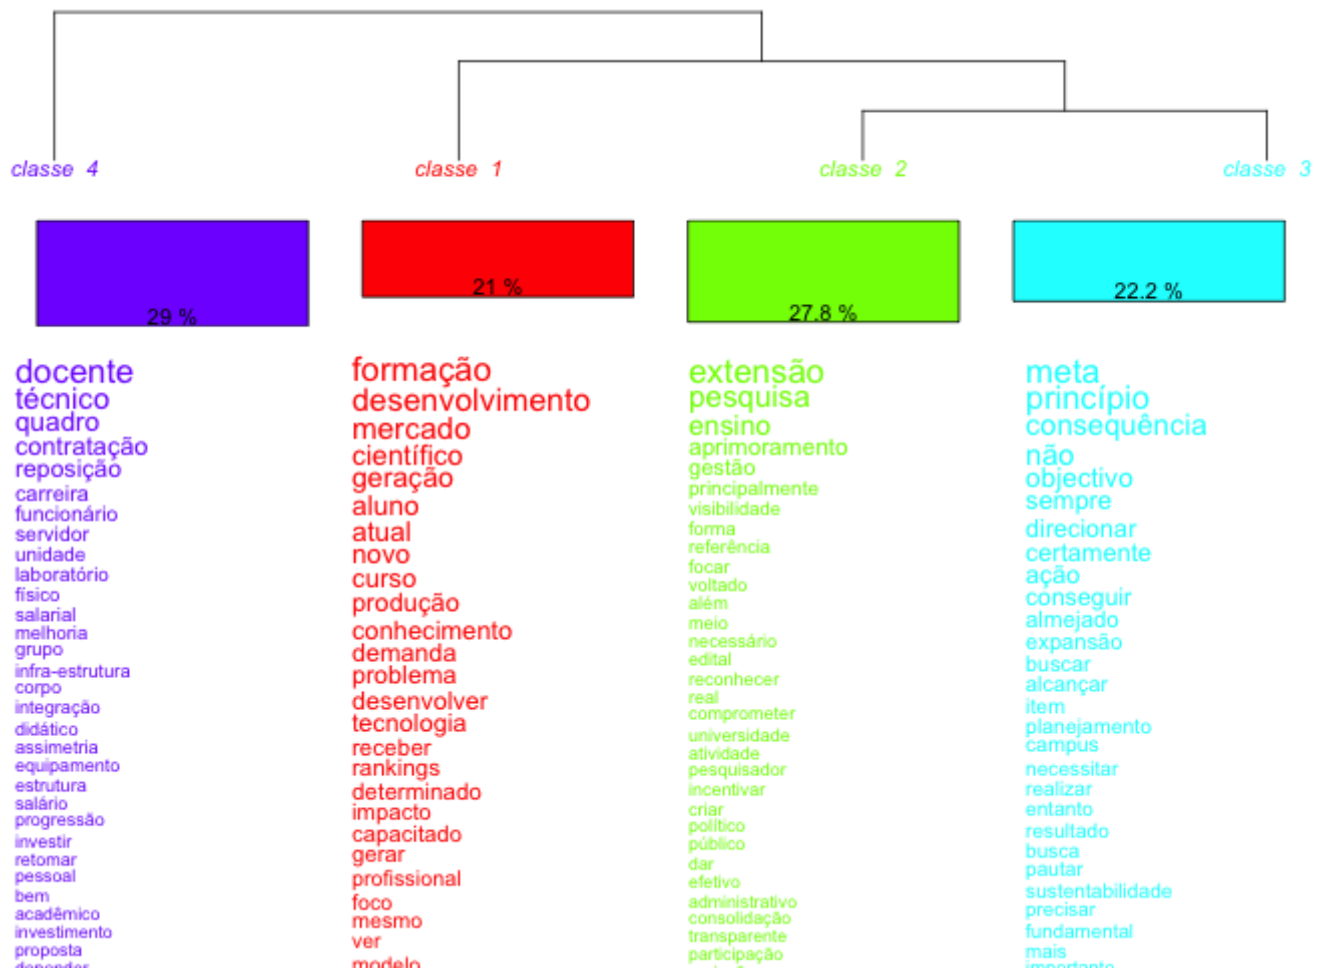 classe 4
classe 1
classe 2
classe 3
29 %
21 %
27.8 %
22.2 %
docente
técnico
quadro
contratação
reposição
carreira
funcionário
servidor
unidade
laboratório
físico
salarial
melhoria
grupo
infra-estrutura
corpo
integração
didático
assimetria
equipamento
estrutura
salário
progressão
investir
retomar
pessoal
bem
acadêmico
investimento
proposta
depender
formação
desenvolvimento
mercado
científico
geração
aluno
atual
novo
curso
produção
conhecimento
demanda
problema
desenvolver
tecnologia
receber
rankings
determinado
impacto
capacitado
gerar
profissional
foco
mesmo
ver
modelo
extensão
pesquisa
ensino
aprimoramento
gestão
principalmente
visibilidade
forma
referência
focar
voltado
além
meio
necessário
edital
reconhecer
real
comprometer
universidade
atividade
pesquisador
incentivar
criar
político
público
dar
efetivo
administrativo
consolidação
transparente
participação
meta
princípio
consequência
não
objectivo
sempre
direcionar
certamente
ação
conseguir
almejado
expansão
buscar
alcançar
item
planejamento
campus
necessitar
realizar
entanto
resultado
busca
pautar
sustentabilidade
precisar
fundamental
mais
importante